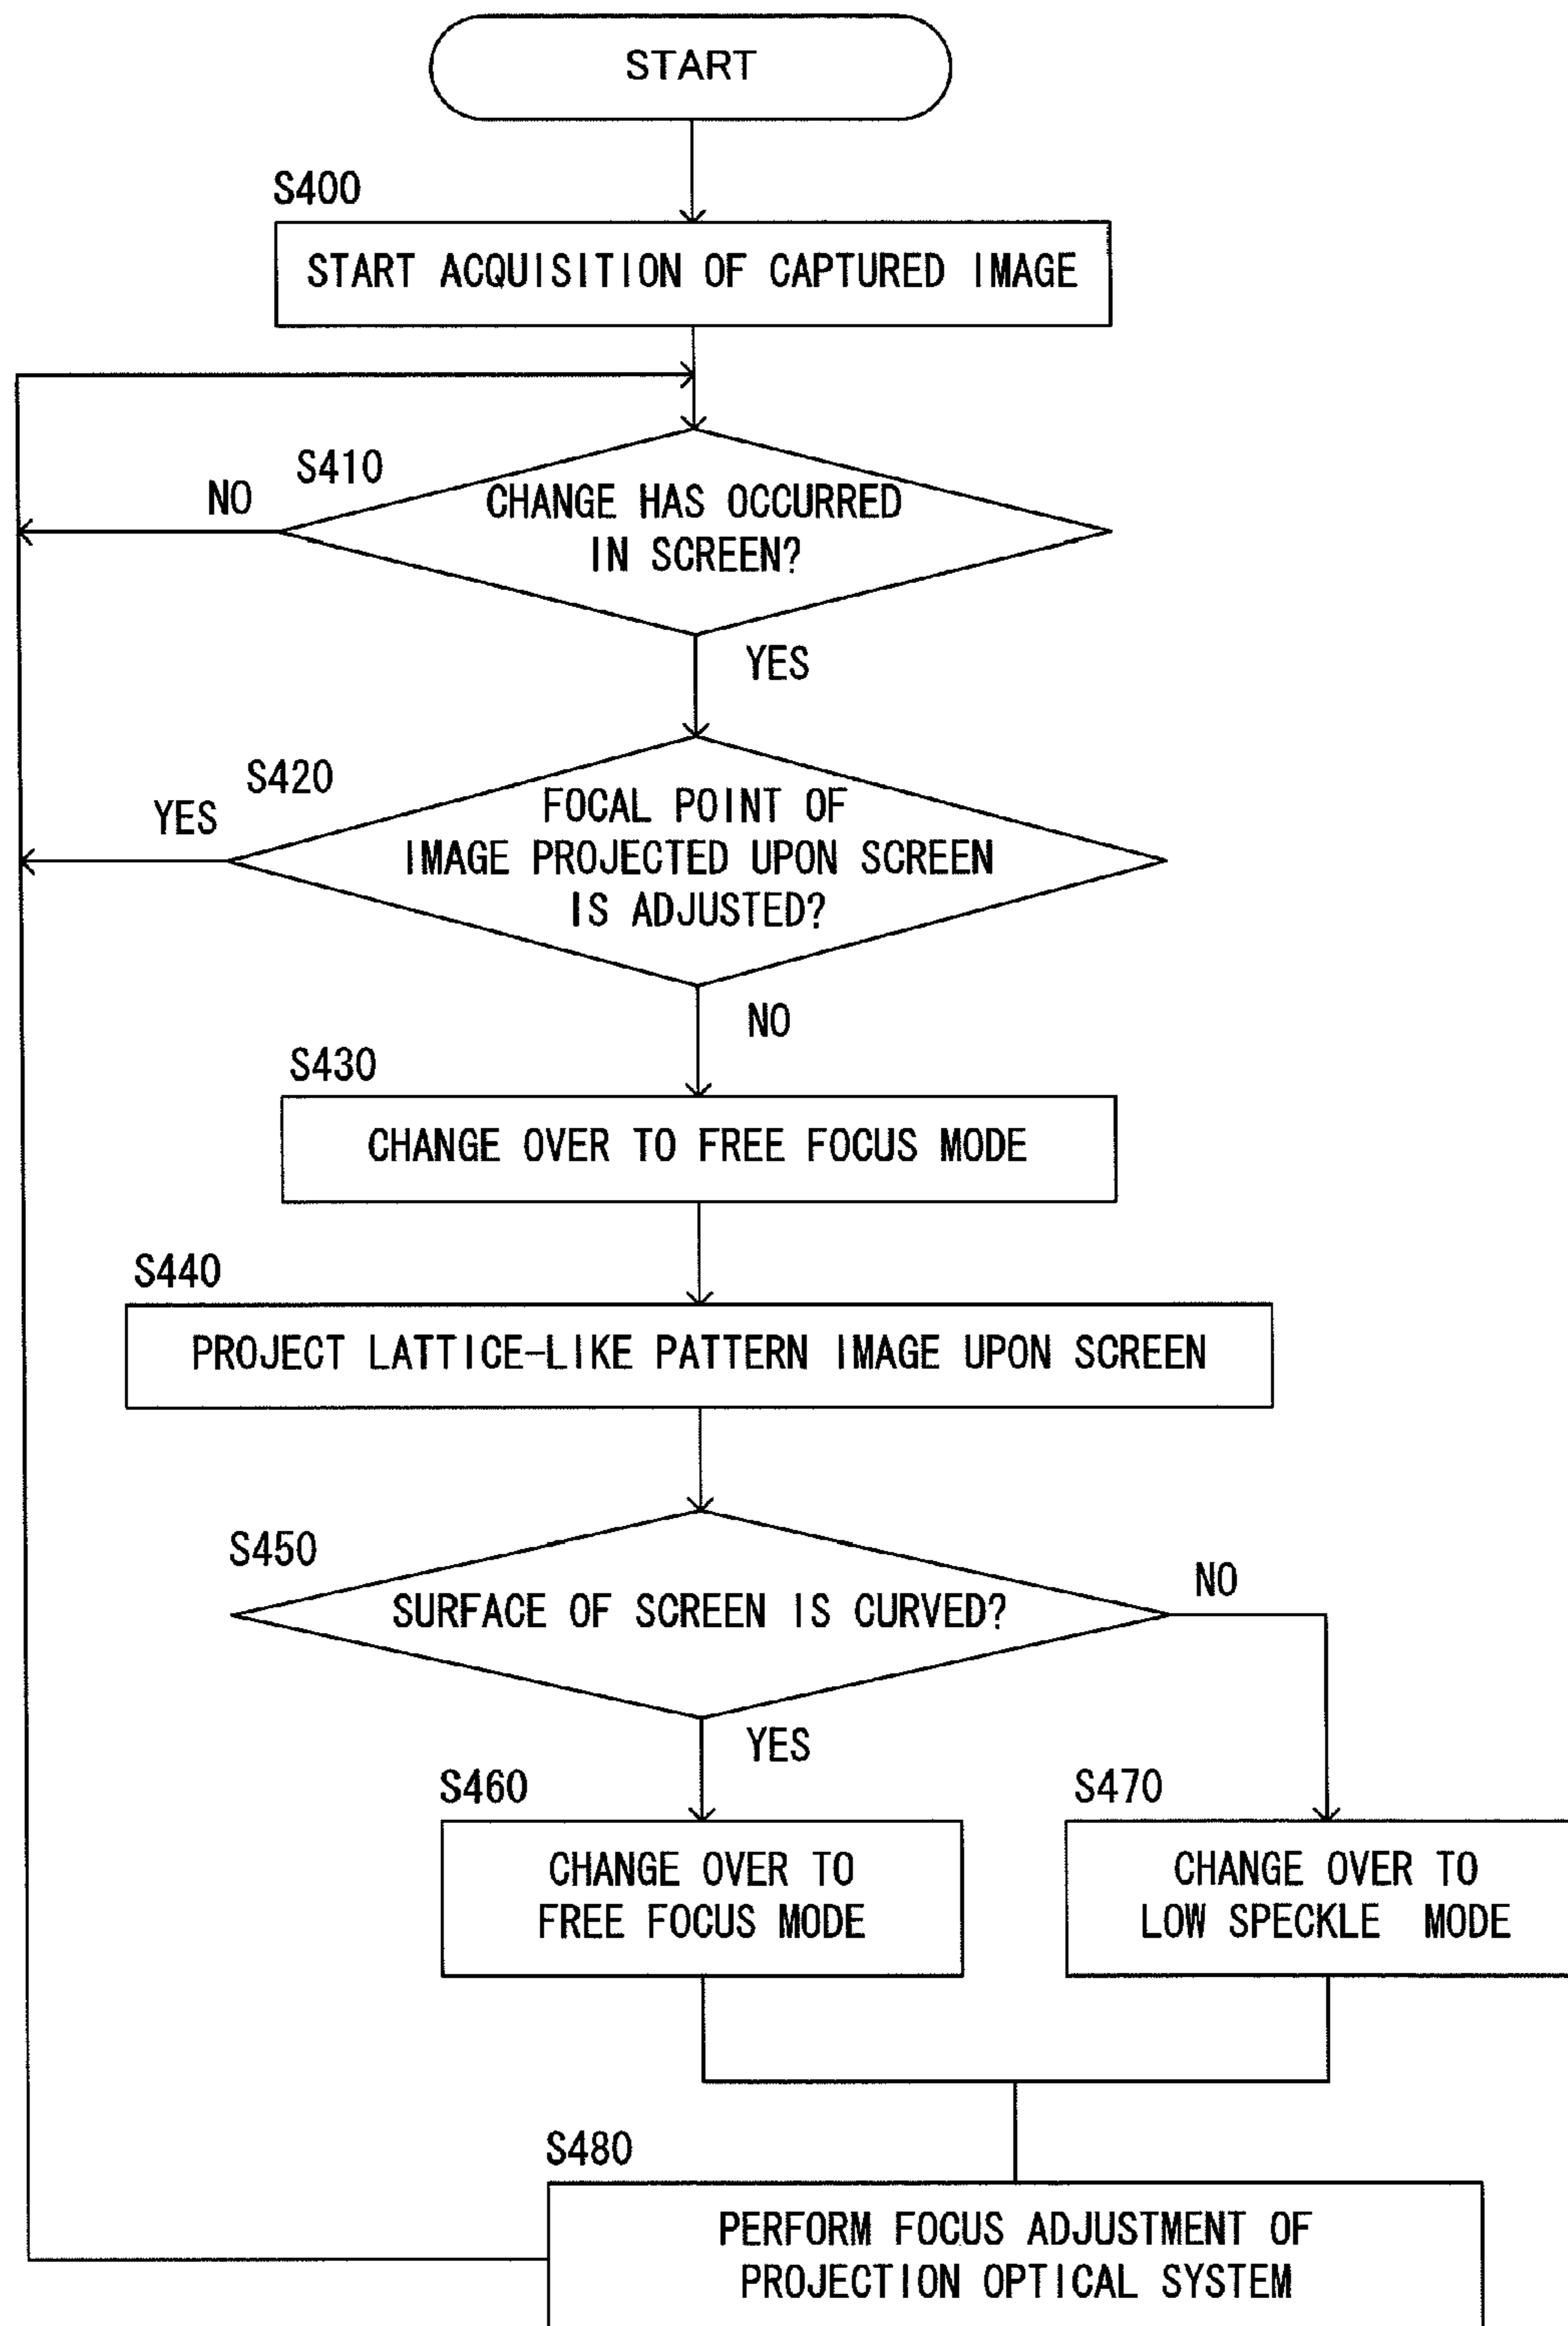 START
S400
START ACQUISITION OF CAPTURED IMAGE
S410
NO
CHANGE HAS OCCURRED
IN SCREEN?
YES
S420
YES
FOCAL POINT OF
IMAGE PROJECTED UPON SCREEN
IS ADJUSTED?
NO
S430
CHANGE OVER TO FREE FOCUS MODE
S440
PROJECT LATTICE-LIKE PATTERN IMAGE UPON SCREEN
S450
SURFACE OF SCREEN IS CURVED?
NO
YES
S460
CHANGE OVER TO
FREE FOCUS MODE
S470
CHANGE OVER TO
LOW SPECKLE MODE
S480
PERFORM FOCUS ADJUSTMENT OF
PROJECTION OPTICAL SYSTEM